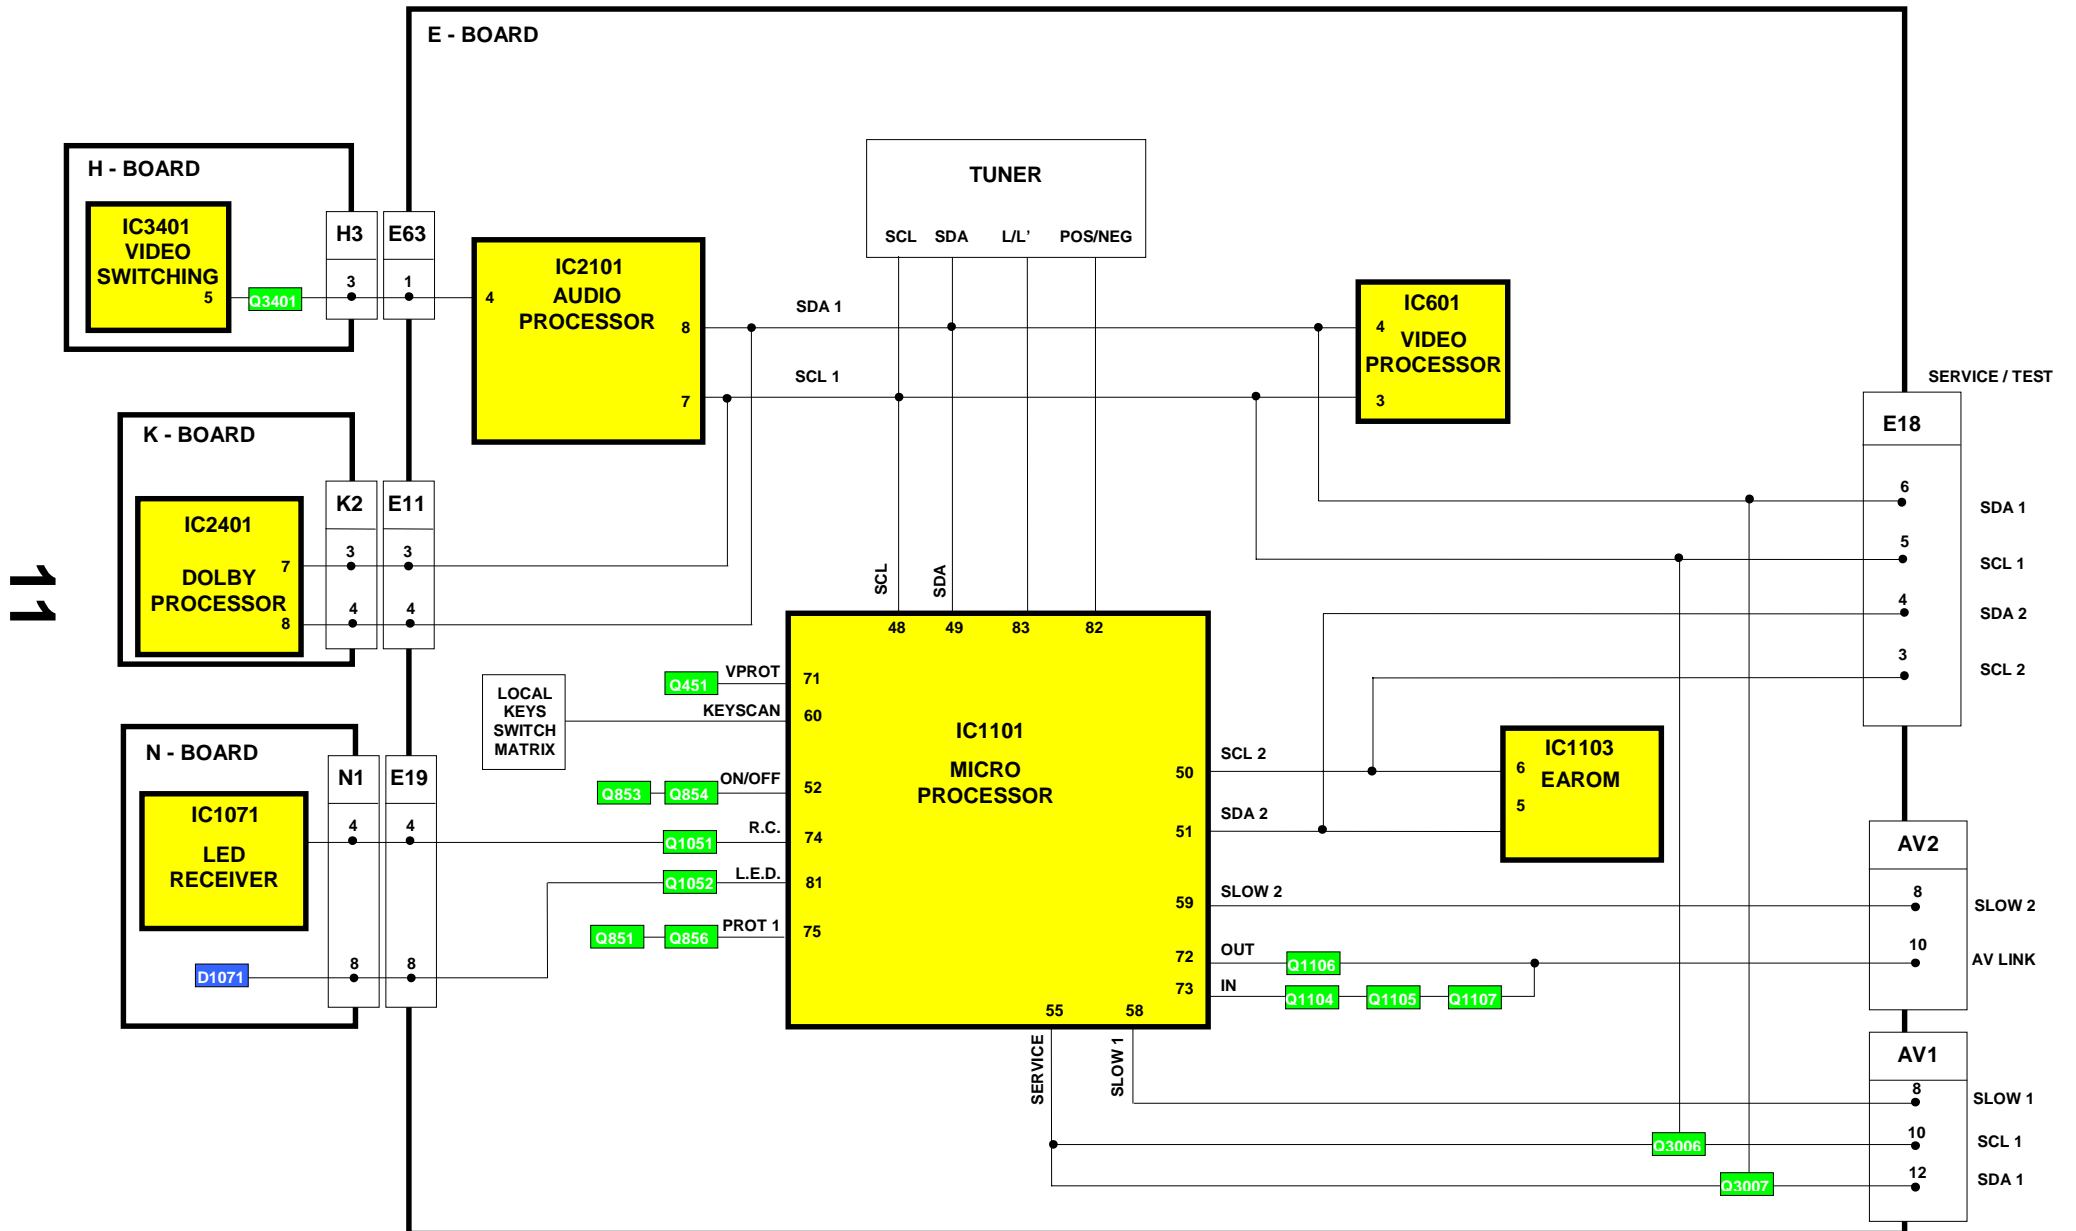 E - BOARD
H - BOARD
IC3401
VIDEO
SWITCHING
5
Q3401
H3
3
E63
1
4
IC2101
AUDIO
PROCESSOR
8
7
TUNER
SCL SDA L/L' POS/NEG
SDA 1
SCL 1
IC601
4
VIDEO
PROCESSOR
3
SERVICE / TEST
E18
6
SDA 1
5
SCL 1
4
SDA 2
3
SCL 2
K - BOARD
IC2401
DOLBY
PROCESSOR
7
8
K2
3
4
E11
3
4
11
SCL
SDA
48 49 83 82
IC1101
MICRO
PROCESSOR
Q451
VPROT
71
LOCAL
KEYS
SWITCH
MATRIX
KEYSCAN
60
Q853
Q854
ON/OFF
52
Q1051
R.C.
74
Q1052
L.E.D.
81
Q851
Q856
PROT 1
75
N - BOARD
IC1071
LED
RECEIVER
D1071
N1
4
8
E19
4
8
50
SCL 2
51
SDA 2
IC1103
6
EAROM
5
59
SLOW 2
72
OUT
Q1106
73
IN
Q1104
Q1105
Q1107
55 58
SERVICE
SLOW 1
AV2
8
SLOW 2
10
AV LINK
AV1
8
SLOW 1
Q3006
10
SCL 1
Q3007
12
SDA 1